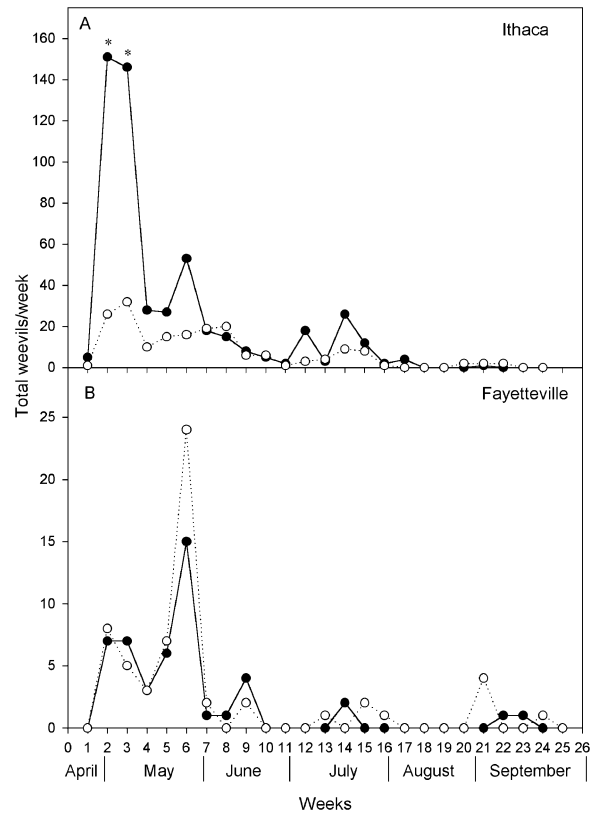 A
Ithaca
160
* *
140
120
100
80
60
40
20
0
Total weevils/week
B
Fayetteville
25
20
15
10
5
0
0 1 2 3 4 5 6 7 8 9 10 11 12 13 14 15 16 17 18 19 20 21 22 23 24 25 26
April May June July August September
Weeks